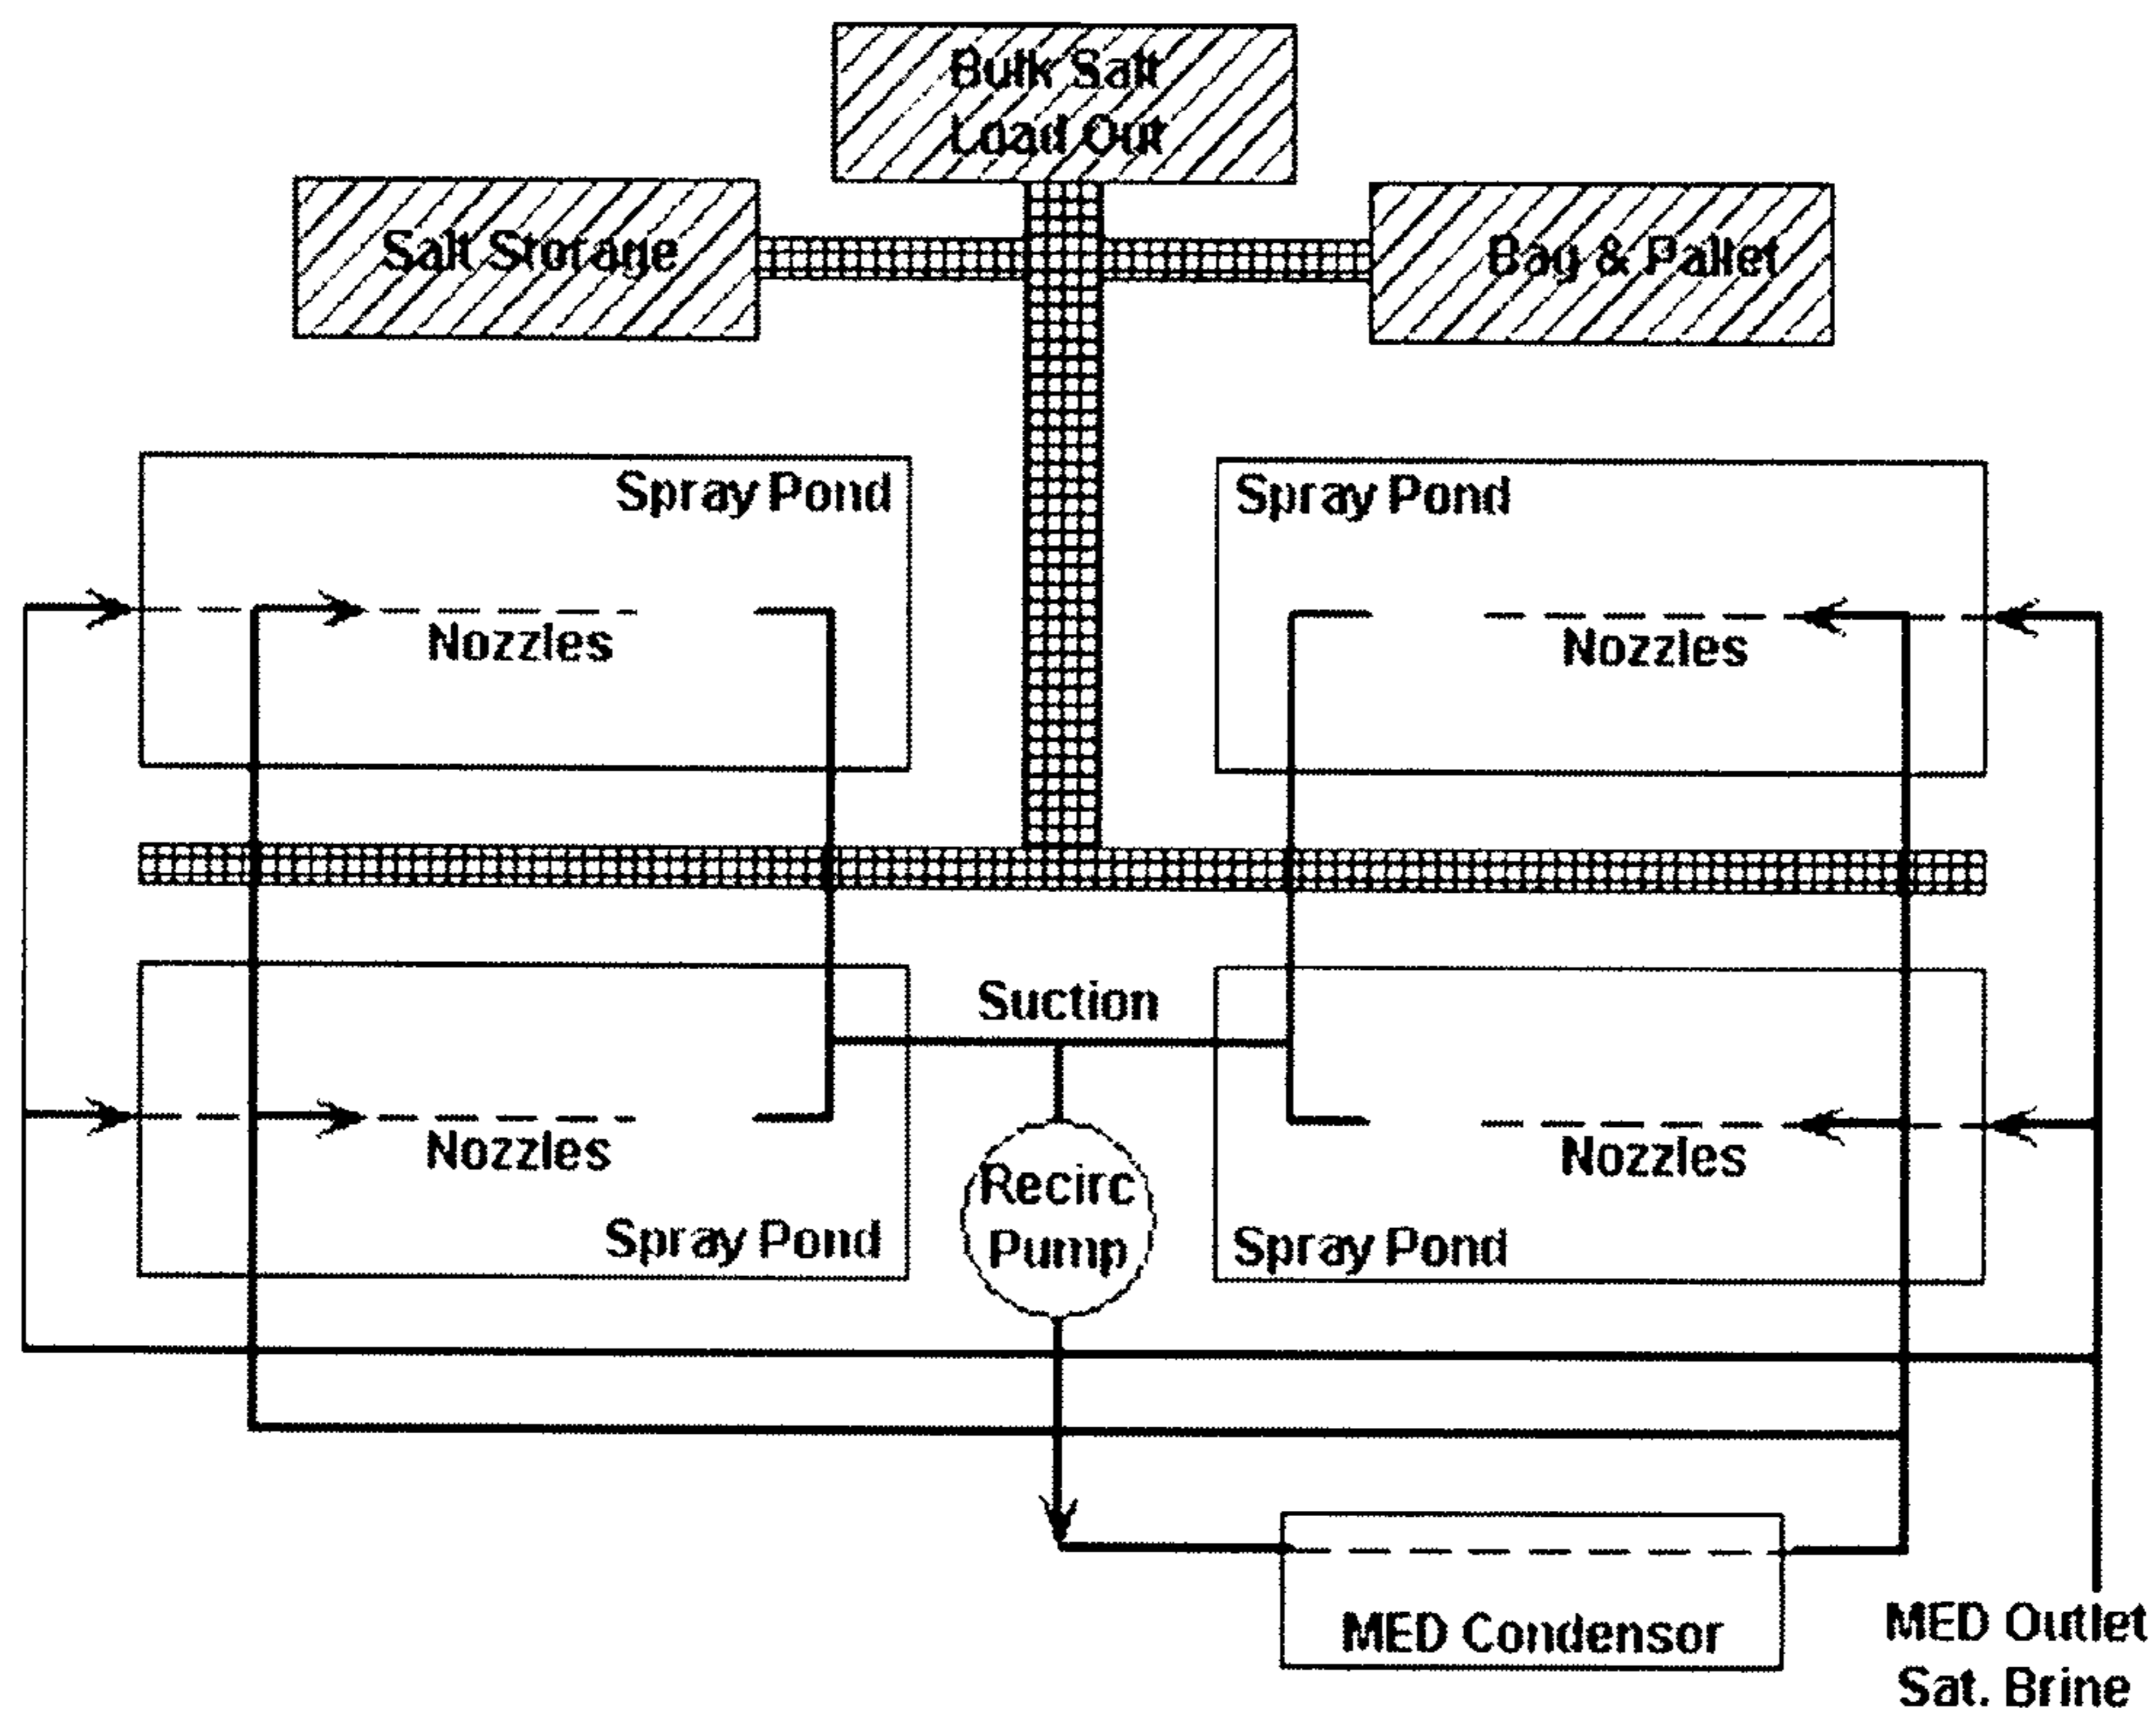 Bulk Salt
Load Out
Salt Storage
Bag & Pallet
Spray Pond
Spray Pond
Nozzles
Nozzles
Suction
Nozzles
Nozzles
Recirc
Pump
Spray Pond
Spray Pond
MED Condensor
MED Outlet
Sat. Brine